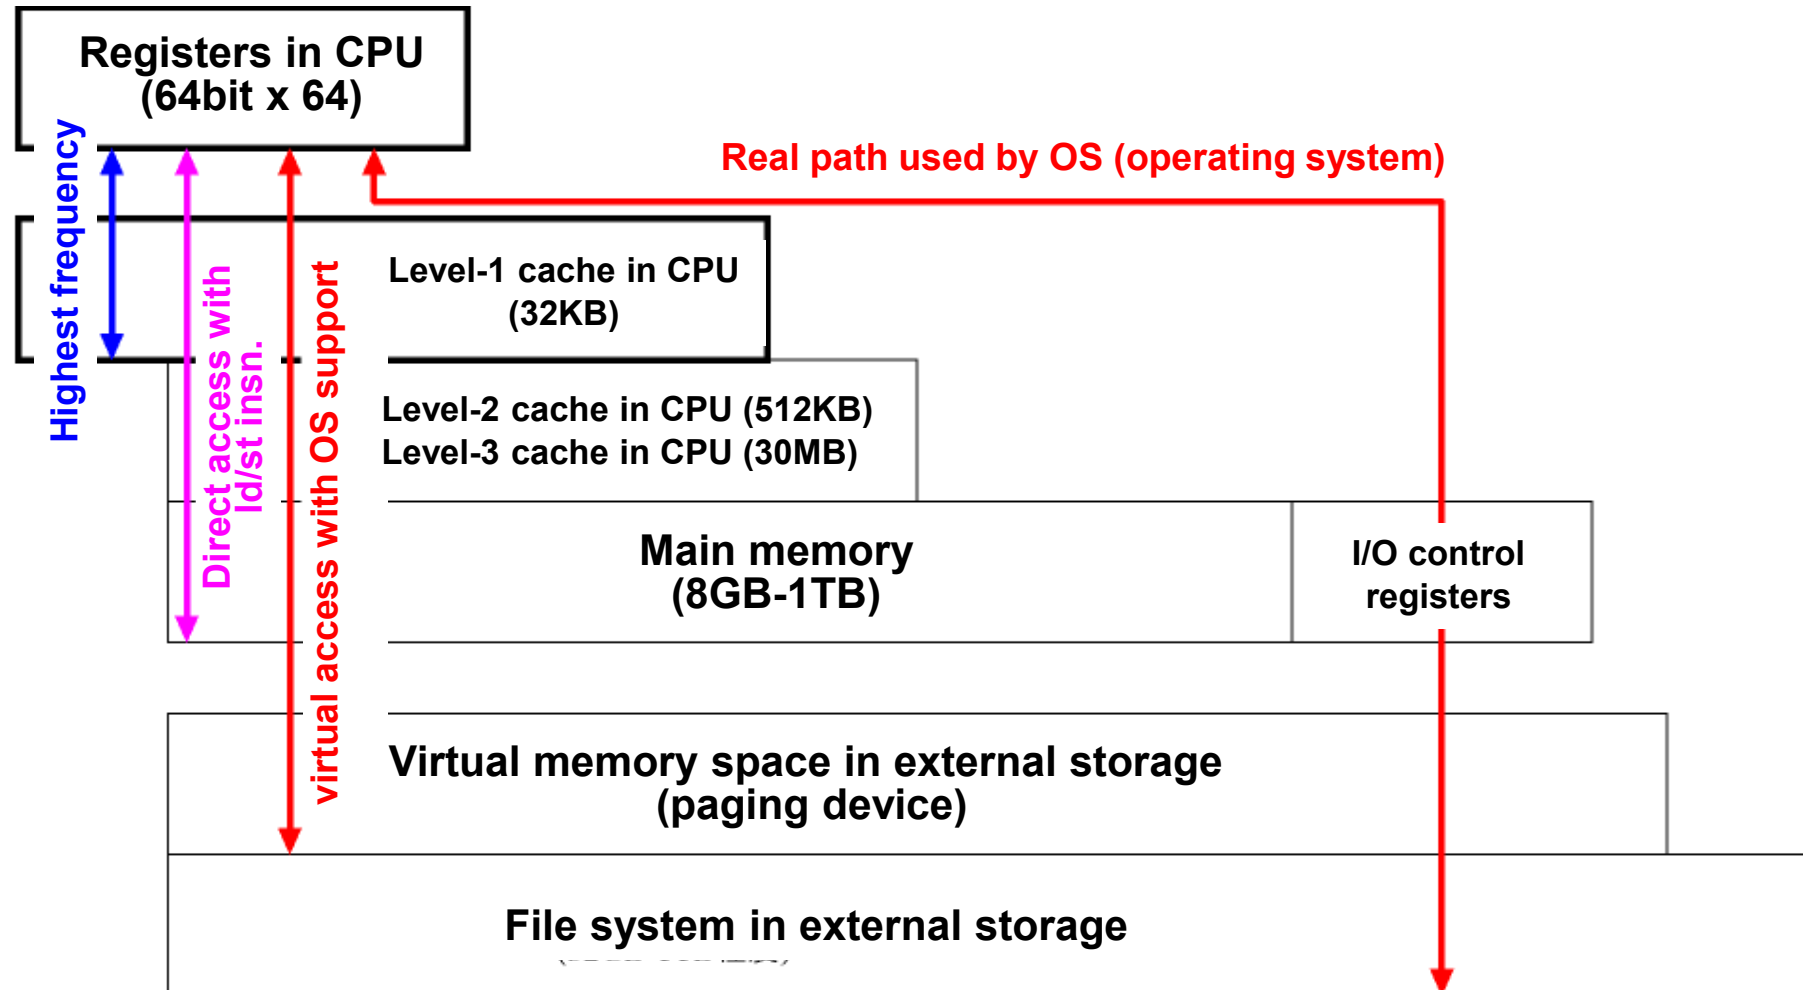 Registers in CPU
(64bit x 64)
Real path used by OS (operating system)
Highest frequency
Direct access with
ld/st insn.
virtual access with OS support
Level-1 cache in CPU
(32KB)
Level-2 cache in CPU (512KB)
Level-3 cache in CPU (30MB)
Main memory
(8GB-1TB)
I/O control
registers
Virtual memory space in external storage
(paging device)
File system in external storage